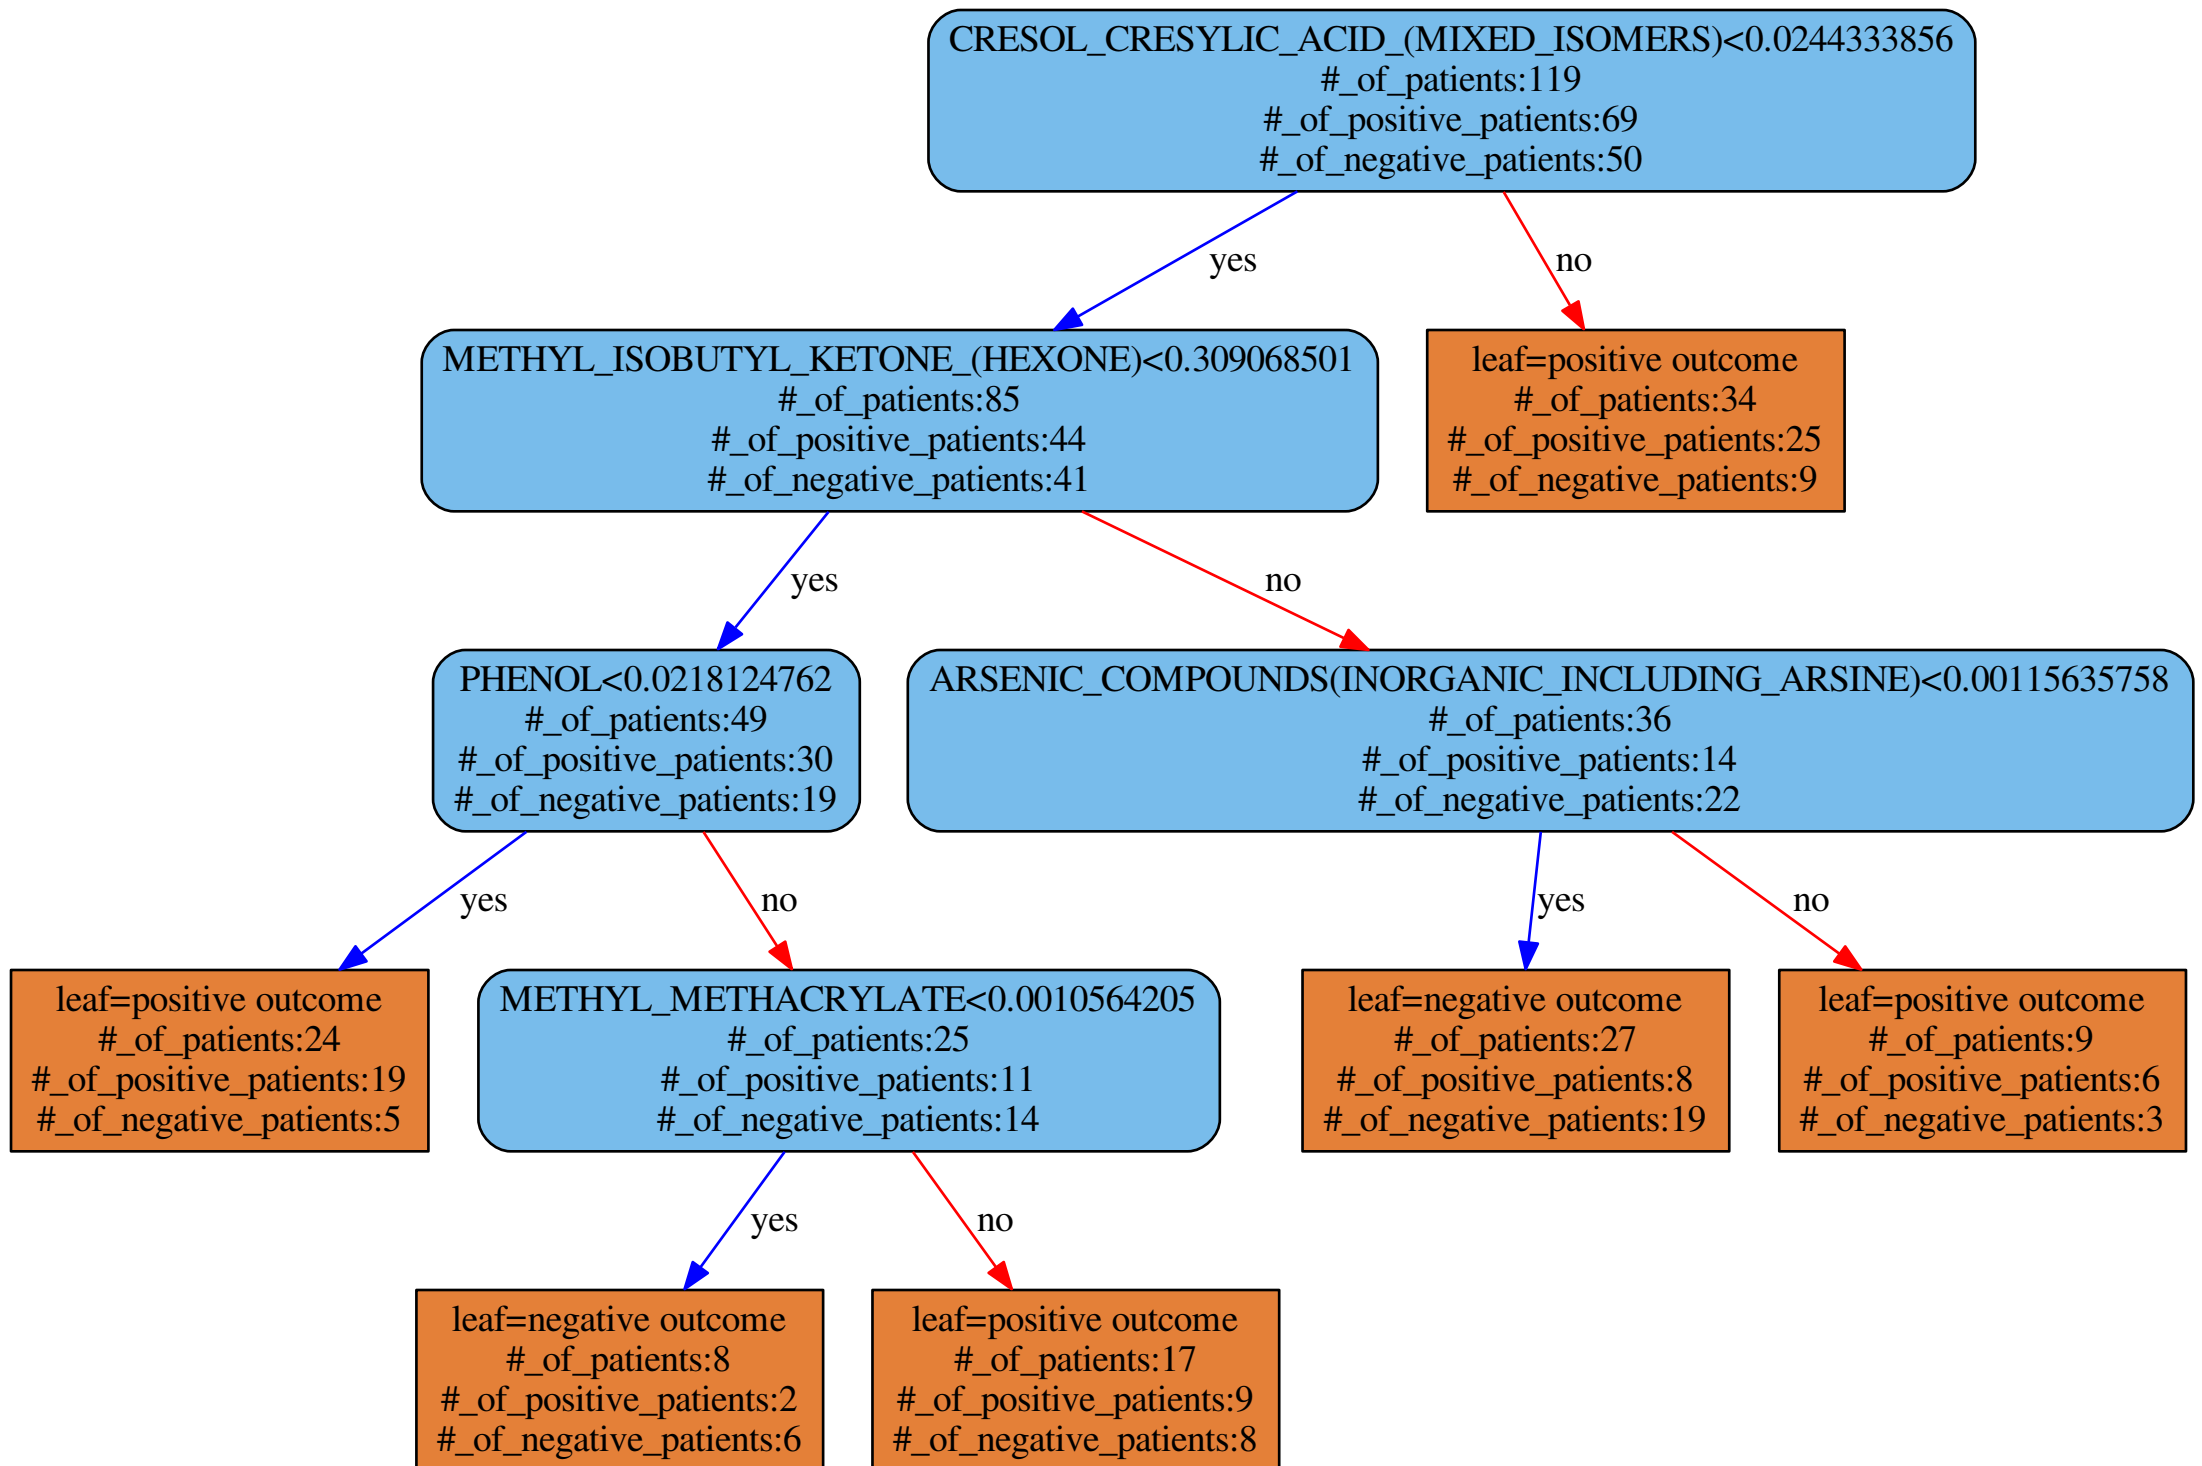 CRESOL_CRESYLIC_ACID_(MIXED_ISOMERS)<0.0244333856
#_of_patients:119
#_of_positive_patients:69
#_of_negative_patients:50
yes
no
METHYL_ISOBUTYL_KETONE_(HEXONE)<0.309068501
#_of_patients:85
#_of_positive_patients:44
#_of_negative_patients:41
leaf=positive outcome
#_of_patients:34
#_of_positive_patients:25
#_of_negative_patients:9
yes
no
PHENOL<0.0218124762
#_of_patients:49
#_of_positive_patients:30
#_of_negative_patients:19
ARSENIC_COMPOUNDS(INORGANIC_INCLUDING_ARSINE)<0.00115635758
#_of_patients:36
#_of_positive_patients:14
#_of_negative_patients:22
yes
no
yes
no
leaf=positive outcome
#_of_patients:24
#_of_positive_patients:19
#_of_negative_patients:5
METHYL_METHACRYLATE<0.0010564205
#_of_patients:25
#_of_positive_patients:11
#_of_negative_patients:14
leaf=negative outcome
#_of_patients:27
#_of_positive_patients:8
#_of_negative_patients:19
leaf=positive outcome
#_of_patients:9
#_of_positive_patients:6
#_of_negative_patients:3
yes
no
leaf=negative outcome
#_of_patients:8
#_of_positive_patients:2
#_of_negative_patients:6
leaf=positive outcome
#_of_patients:17
#_of_positive_patients:9
#_of_negative_patients:8